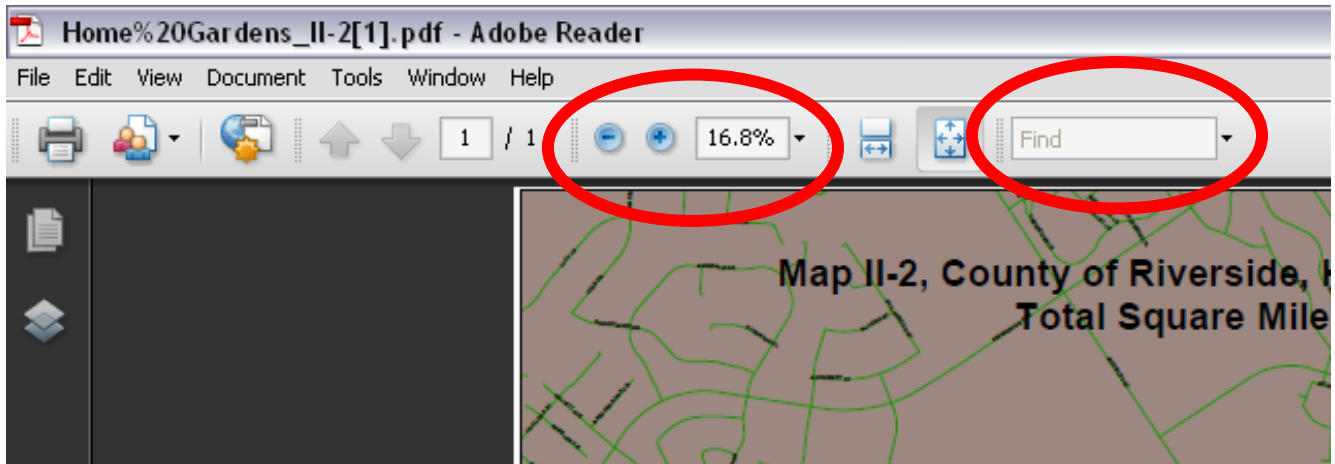 Home%20Gardens_II-2[1].pdf - Adobe Reader
File Edit View Document Tools Window Help
1 / 1 16.8% Find
Map II-2, County of Riverside,
Total Square Mile